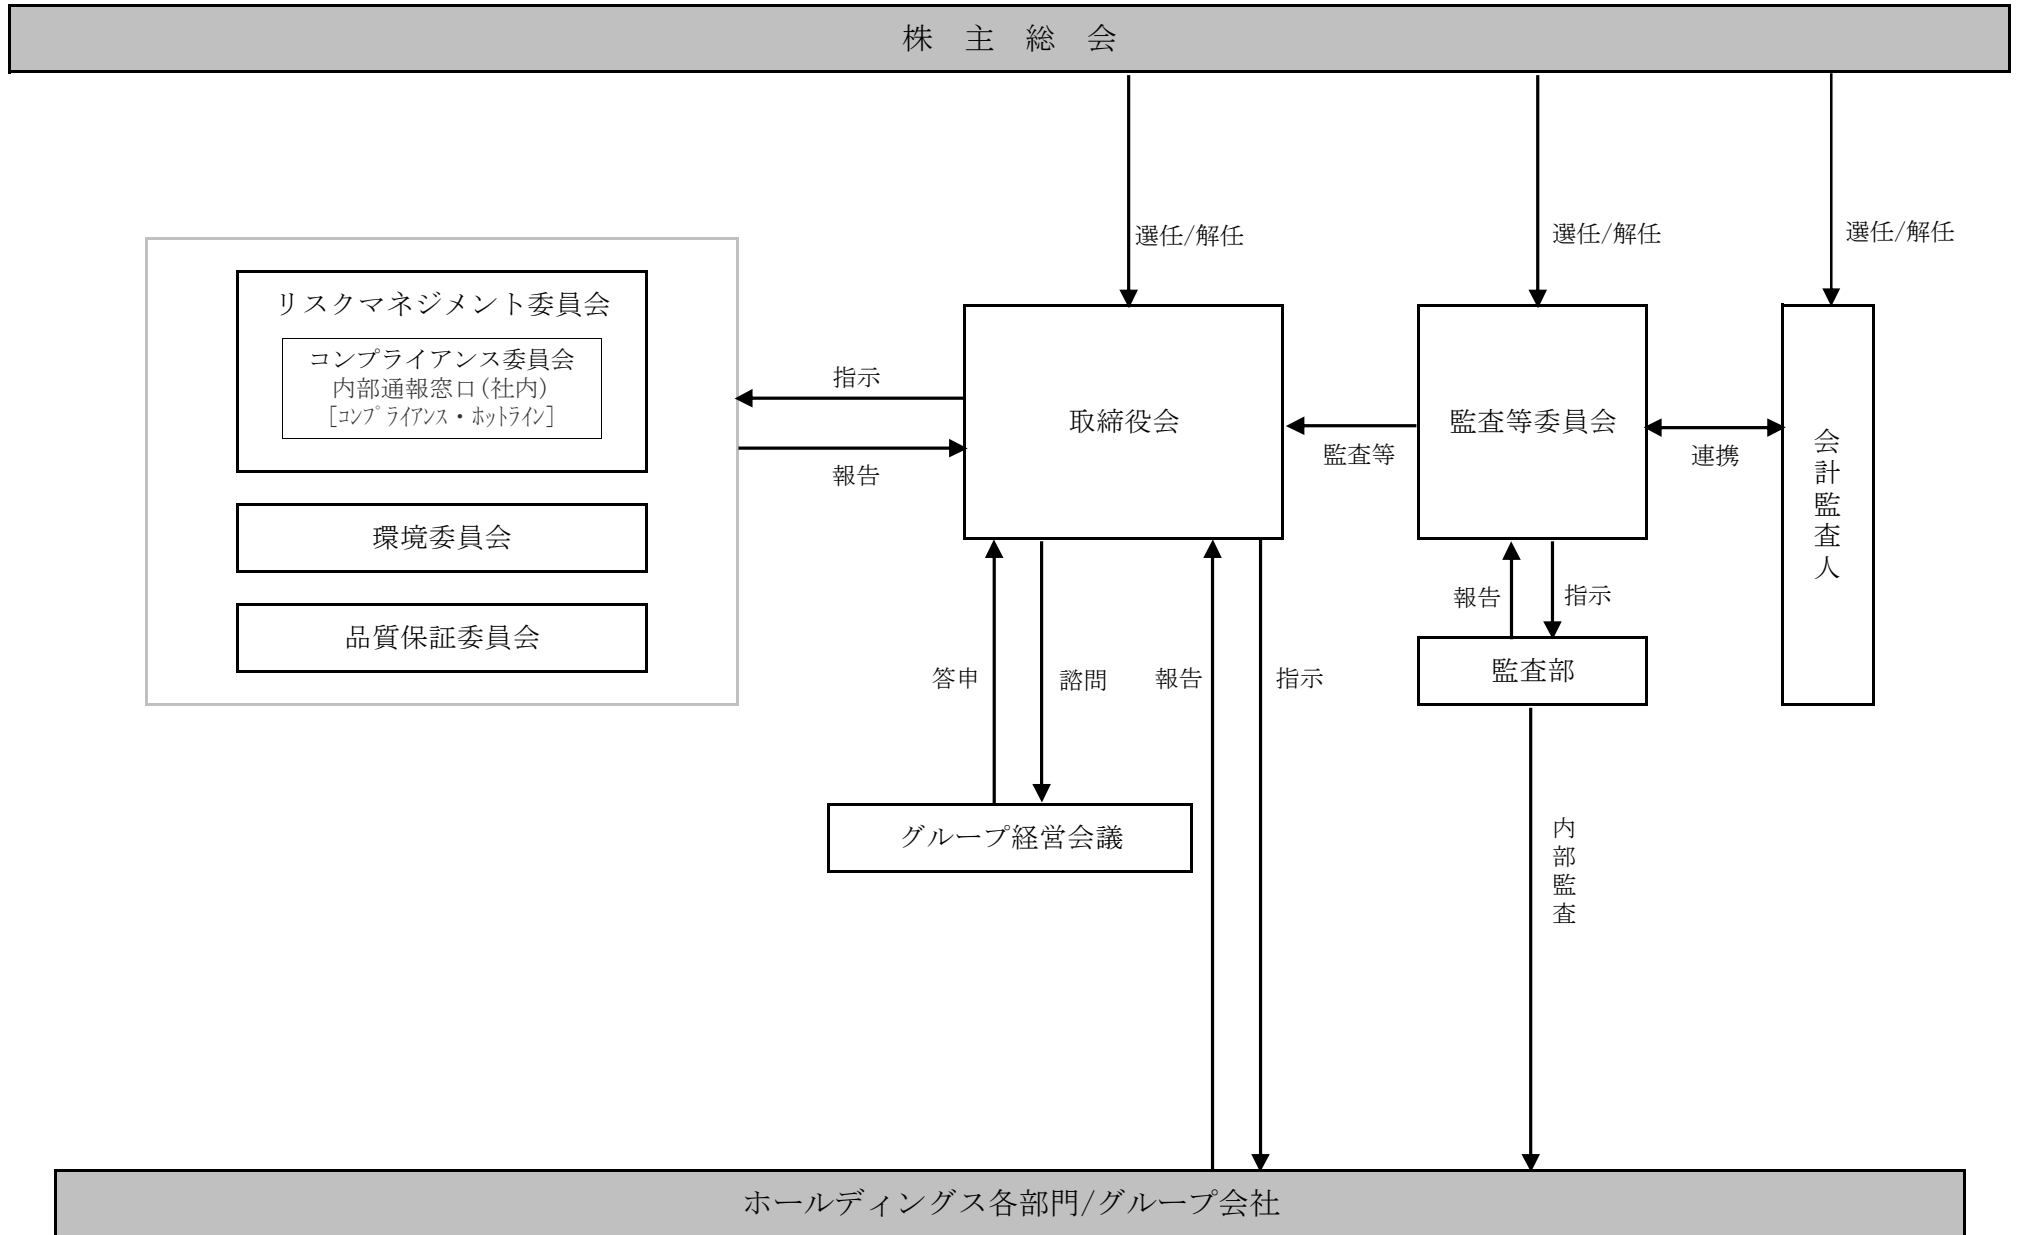 株　主　総　会
選任/解任
選任/解任
選任/解任
リスクマネジメント委員会
コンプライアンス委員会
内部通報窓口(社内)
[ｺﾝﾌﾟﾗｲｱﾝｽ・ﾎｯﾄﾗｲﾝ]
環境委員会
品質保証委員会
指示
報告
取締役会
監査等
監査等委員会
連携
会計監査人
報告
指示
監査部
答申
諮問
報告
指示
グループ経営会議
内部監査
ホールディングス各部門/グループ会社